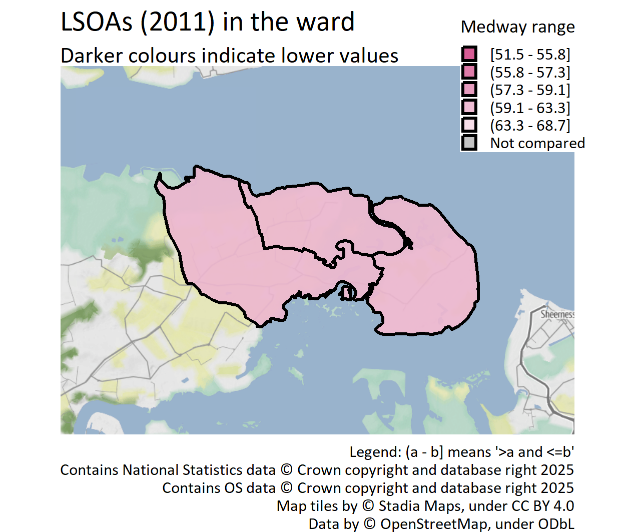 LSOAs (2011) in the ward
Darker colours indicate lower values
Medway range
[51.5 - 55.8]
(55.8 - 57.3]
(57.3 - 59.1]
(59.1 - 63.3]
(63.3 - 68.7]
Not compared
Sheerness
Legend: (a - b] means '>a and <=b'
Contains National Statistics data © Crown copyright and database right 2025
Contains OS data © Crown copyright and database right 2025
Map tiles by © Stadia Maps, under CC BY 4.0
Data by © OpenStreetMap, under ODbL